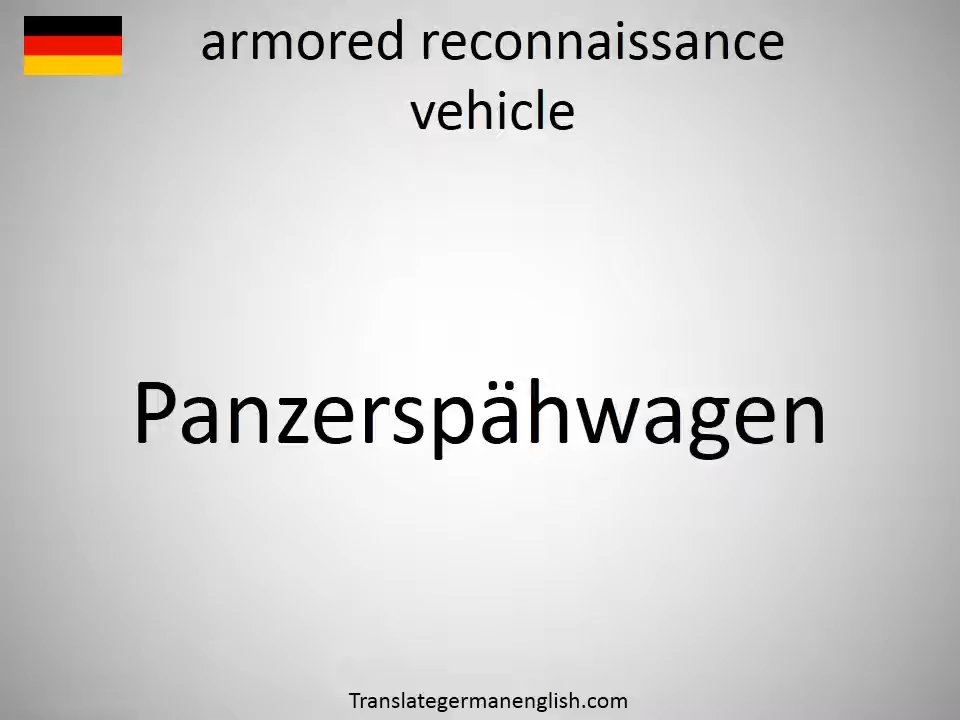 armored reconnaissance
vehicle
Panzerspähwagen
Translategermanenglish.com